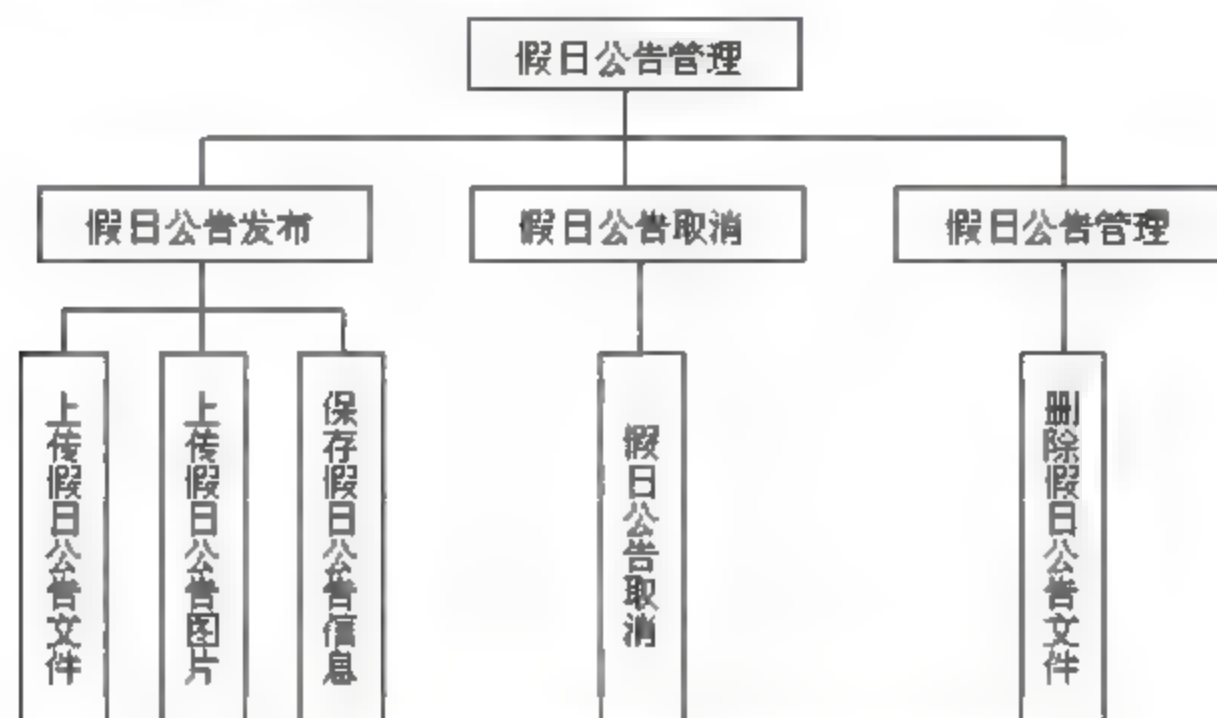 假日公告管理
假日公告发布
假日公告取消
假日公告管理
上传假日公告文件
上传假日公告图片
保存假日公告信息
假日公告取消
删除假日公告文件